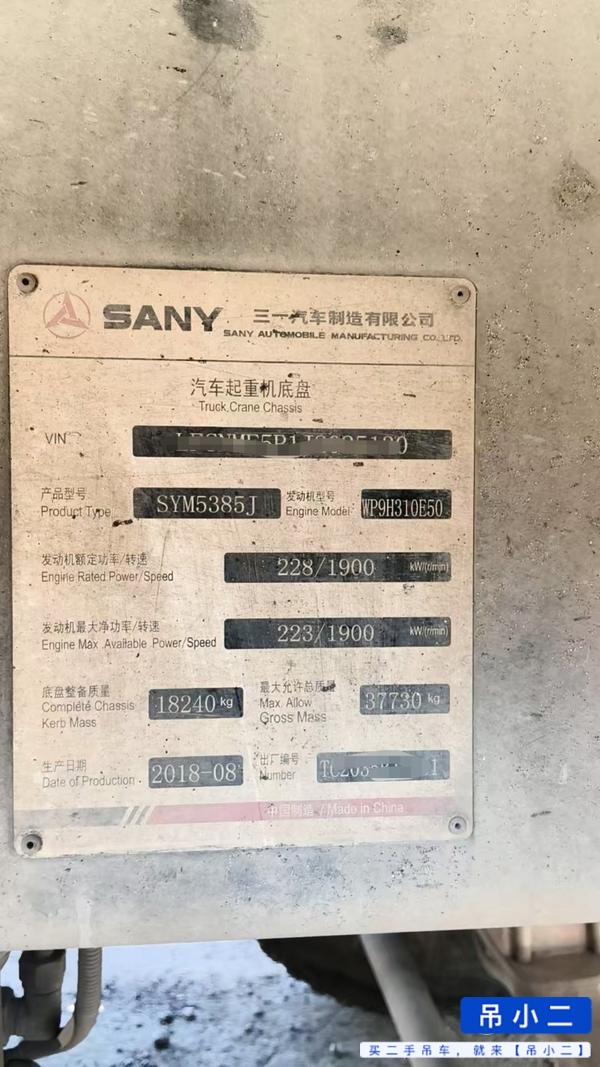 SANY 三一汽车制造有限公司
SANY AUTOMOBILE MANUFACTURING CO.,LTD.
汽车起重机底盘
Truck Crane Chassis
VIN
产品型号 发动机型号
Product Type SYM5385J Engine Model WP9H310E50
发动机额定功率/转速
Engine Rated Power/Speed 228/1900 kW/(r/min)
发动机最大净功率/转速
Engine Max .Available Power/Speed 223/1900 kW/(r/min)
底盘整备质量 最大允许总质量
Complete Chassis 18240 kg Max. Allow 37730 kg
Kerb Mass Gross Mass
生产日期 出厂编号
Date of Production 2018-08 Number
中国制造 / Made in China
吊小二
买二手吊车，就来【吊小二】